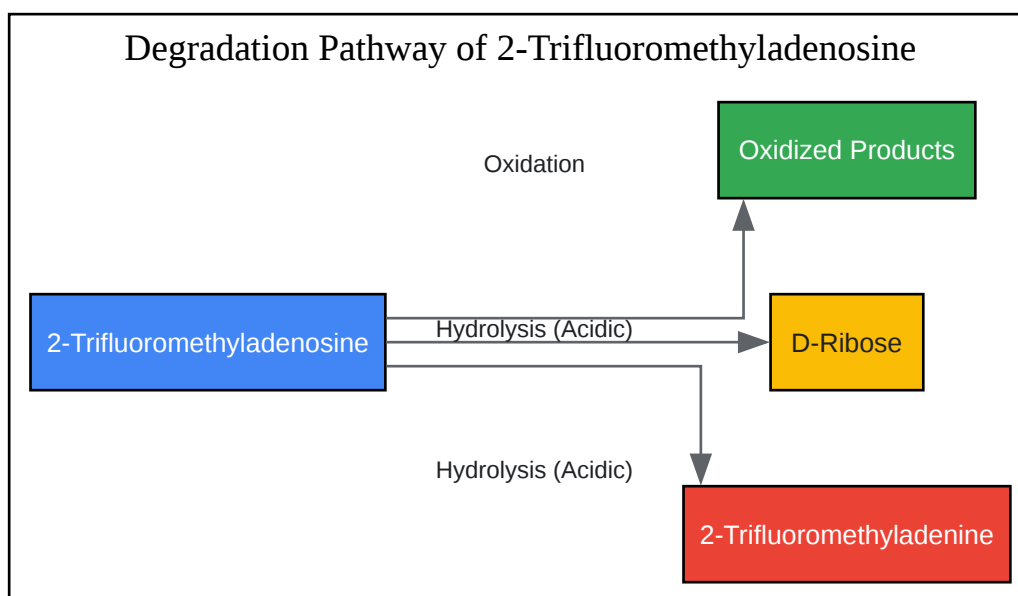 Degradation Pathway of 2-Trifluoromethyladenosine
Oxidized Products
Oxidation
2-Trifluoromethyladenosine
Hydrolysis (Acidic)
D-Ribose
Hydrolysis (Acidic)
2-Trifluoromethyladenine